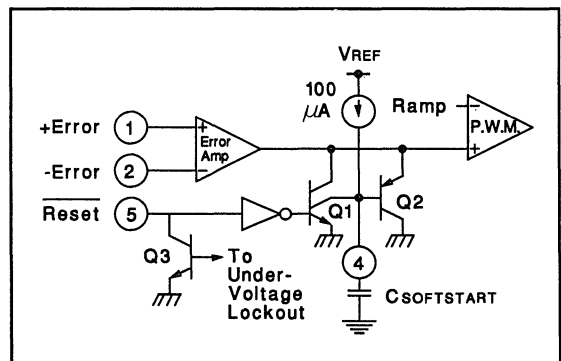 VREF
100
µA
Ramp
−
P.W.M.
+
+Error
1
+
Error
Amp
-Error
2
−
Reset
5
Q1
Q2
Q3
To
Under-
Voltage
Lockout
4
CSOFTSTART